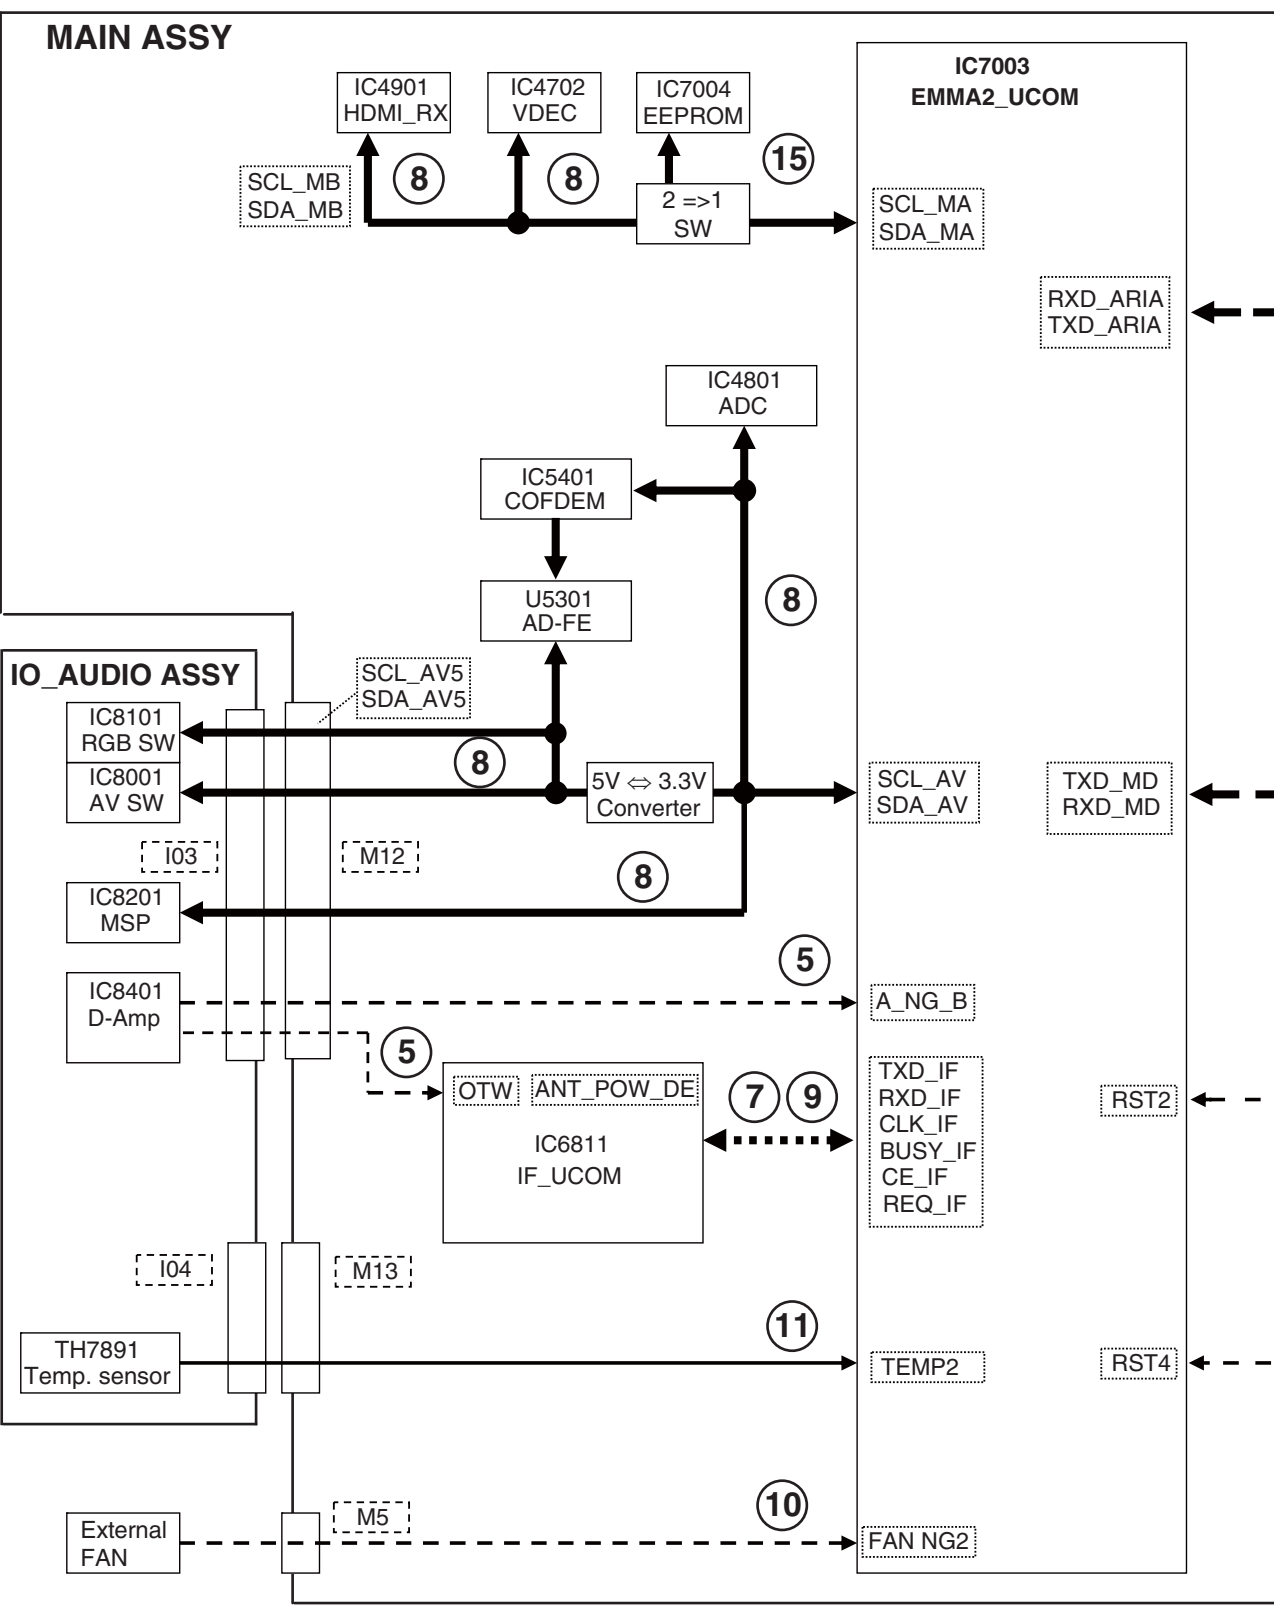 MAIN ASSY
IC7003
EMMA2_UCOM
IC4901
HDMI_RX
IC4702
VDEC
IC7004
EEPROM
8
8
15
SCL_MB
SDA_MB
2 =>1
SW
SCL_MA
SDA_MA
RXD_ARIA
TXD_ARIA
IC4801
ADC
IC5401
COFDEM
U5301
AD-FE
8
IO_AUDIO ASSY
SCL_AV5
SDA_AV5
IC8101
RGB SW
IC8001
AV SW
8
5V ⇔ 3.3V
Converter
SCL_AV
SDA_AV
TXD_MD
RXD_MD
I03
M12
8
IC8201
MSP
5
IC8401
D-Amp
A_NG_B
5
OTW
ANT_POW_DE
IC6811
IF_UCOM
7
9
TXD_IF
RXD_IF
CLK_IF
BUSY_IF
CE_IF
REQ_IF
RST2
I04
M13
11
TH7891
Temp. sensor
TEMP2
RST4
M5
10
External
FAN
FAN NG2